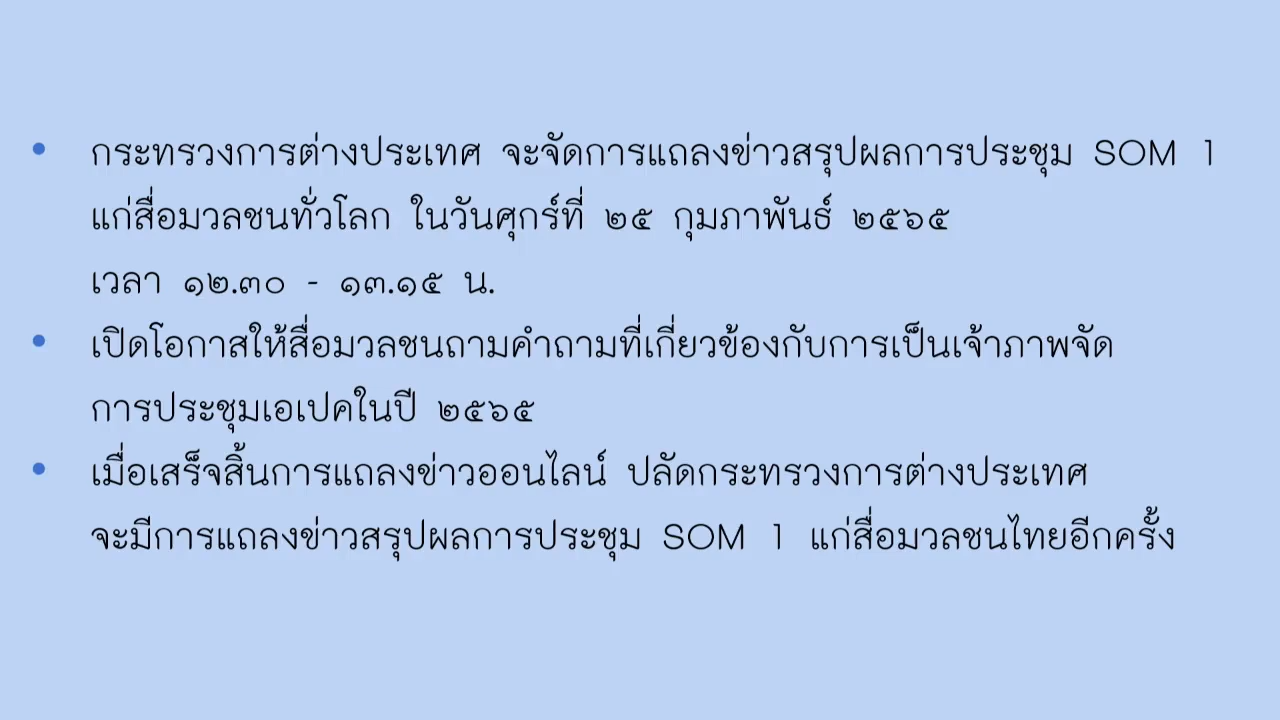 • กระทรวงการต่างประเทศ จะจัดการแถลงข่าวสรุปผลการประชุม SOM 1
แก่สื่อมวลชนทั่วโลก ในวันศุกร์ที่ ๒๕ กุมภาพันธ์ ๒๕๖๕
เวลา ๑๒.๓๐ - ๑๓.๑๕ น.
• เปิดโอกาสให้สื่อมวลชนถามคำถามที่เกี่ยวข้องกับการเป็นเจ้าภาพจัด
การประชุมเอเปคในปี ๒๕๖๕
• เมื่อเสร็จสิ้นการแถลงข่าวออนไลน์ ปลัดกระทรวงการต่างประเทศ
จะมีการแถลงข่าวสรุปผลการประชุม SOM 1 แก่สื่อมวลชนไทยอีกครั้ง